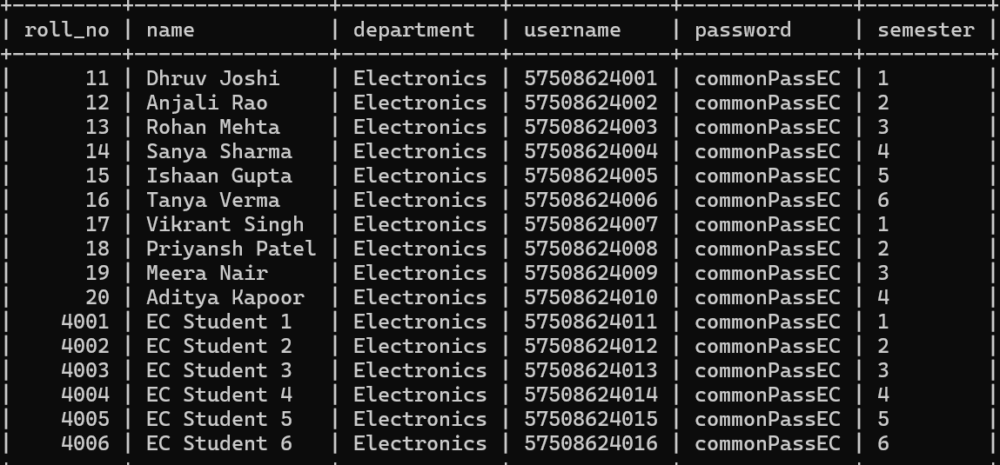 | roll_no | name | department | username | password | semester |
| 11 | Dhruv Joshi | Electronics | 57508624001 | commonPassEC | 1 |
| 12 | Anjali Rao | Electronics | 57508624002 | commonPassEC | 2 |
| 13 | Rohan Mehta | Electronics | 57508624003 | commonPassEC | 3 |
| 14 | Sanya Sharma | Electronics | 57508624004 | commonPassEC | 4 |
| 15 | Ishaan Gupta | Electronics | 57508624005 | commonPassEC | 5 |
| 16 | Tanya Verma | Electronics | 57508624006 | commonPassEC | 6 |
| 17 | Vikrant Singh | Electronics | 57508624007 | commonPassEC | 1 |
| 18 | Priyansh Patel | Electronics | 57508624008 | commonPassEC | 2 |
| 19 | Meera Nair | Electronics | 57508624009 | commonPassEC | 3 |
| 20 | Aditya Kapoor | Electronics | 57508624010 | commonPassEC | 4 |
| 4001 | EC Student 1 | Electronics | 57508624011 | commonPassEC | 1 |
| 4002 | EC Student 2 | Electronics | 57508624012 | commonPassEC | 2 |
| 4003 | EC Student 3 | Electronics | 57508624013 | commonPassEC | 3 |
| 4004 | EC Student 4 | Electronics | 57508624014 | commonPassEC | 4 |
| 4005 | EC Student 5 | Electronics | 57508624015 | commonPassEC | 5 |
| 4006 | EC Student 6 | Electronics | 57508624016 | commonPassEC | 6 |